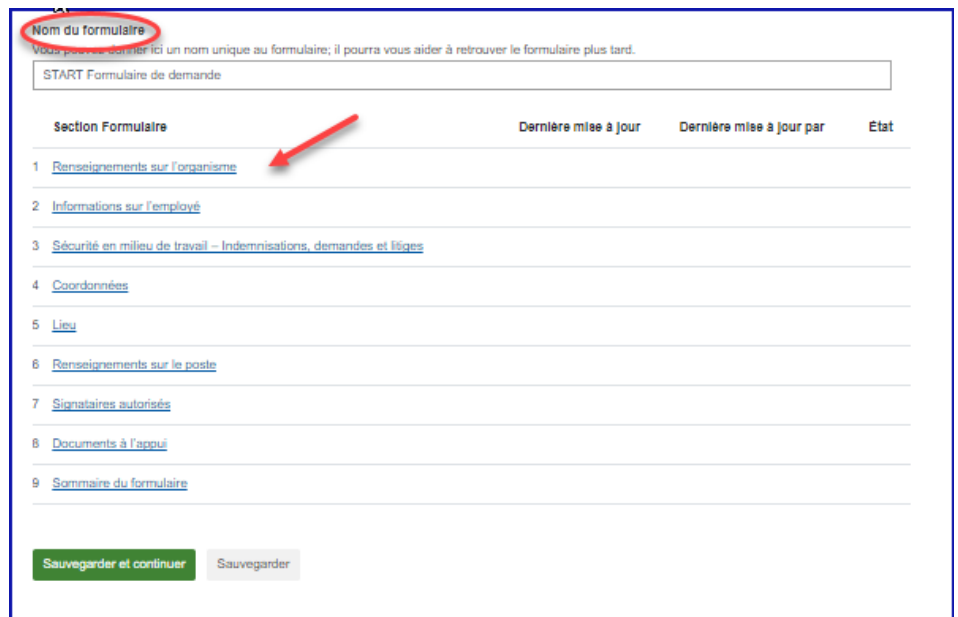 Nom du formulaire
Vous pouvez donner ici un nom unique au formulaire; il pourra vous aider à retrouver le formulaire plus tard.
START Formulaire de demande
Section Formulaire Dernière mise à jour Dernière mise à jour par État
1 Renseignements sur l'organisme
2 Informations sur l'employé
3 Sécurité en milieu de travail – Indemnisations, demandes et litiges
4 Coordonnées
5 Lieu
6 Renseignements sur le poste
7 Signataires autorisés
8 Documents à l'appui
9 Sommaire du formulaire
Sauvegarder et continuer Sauvegarder